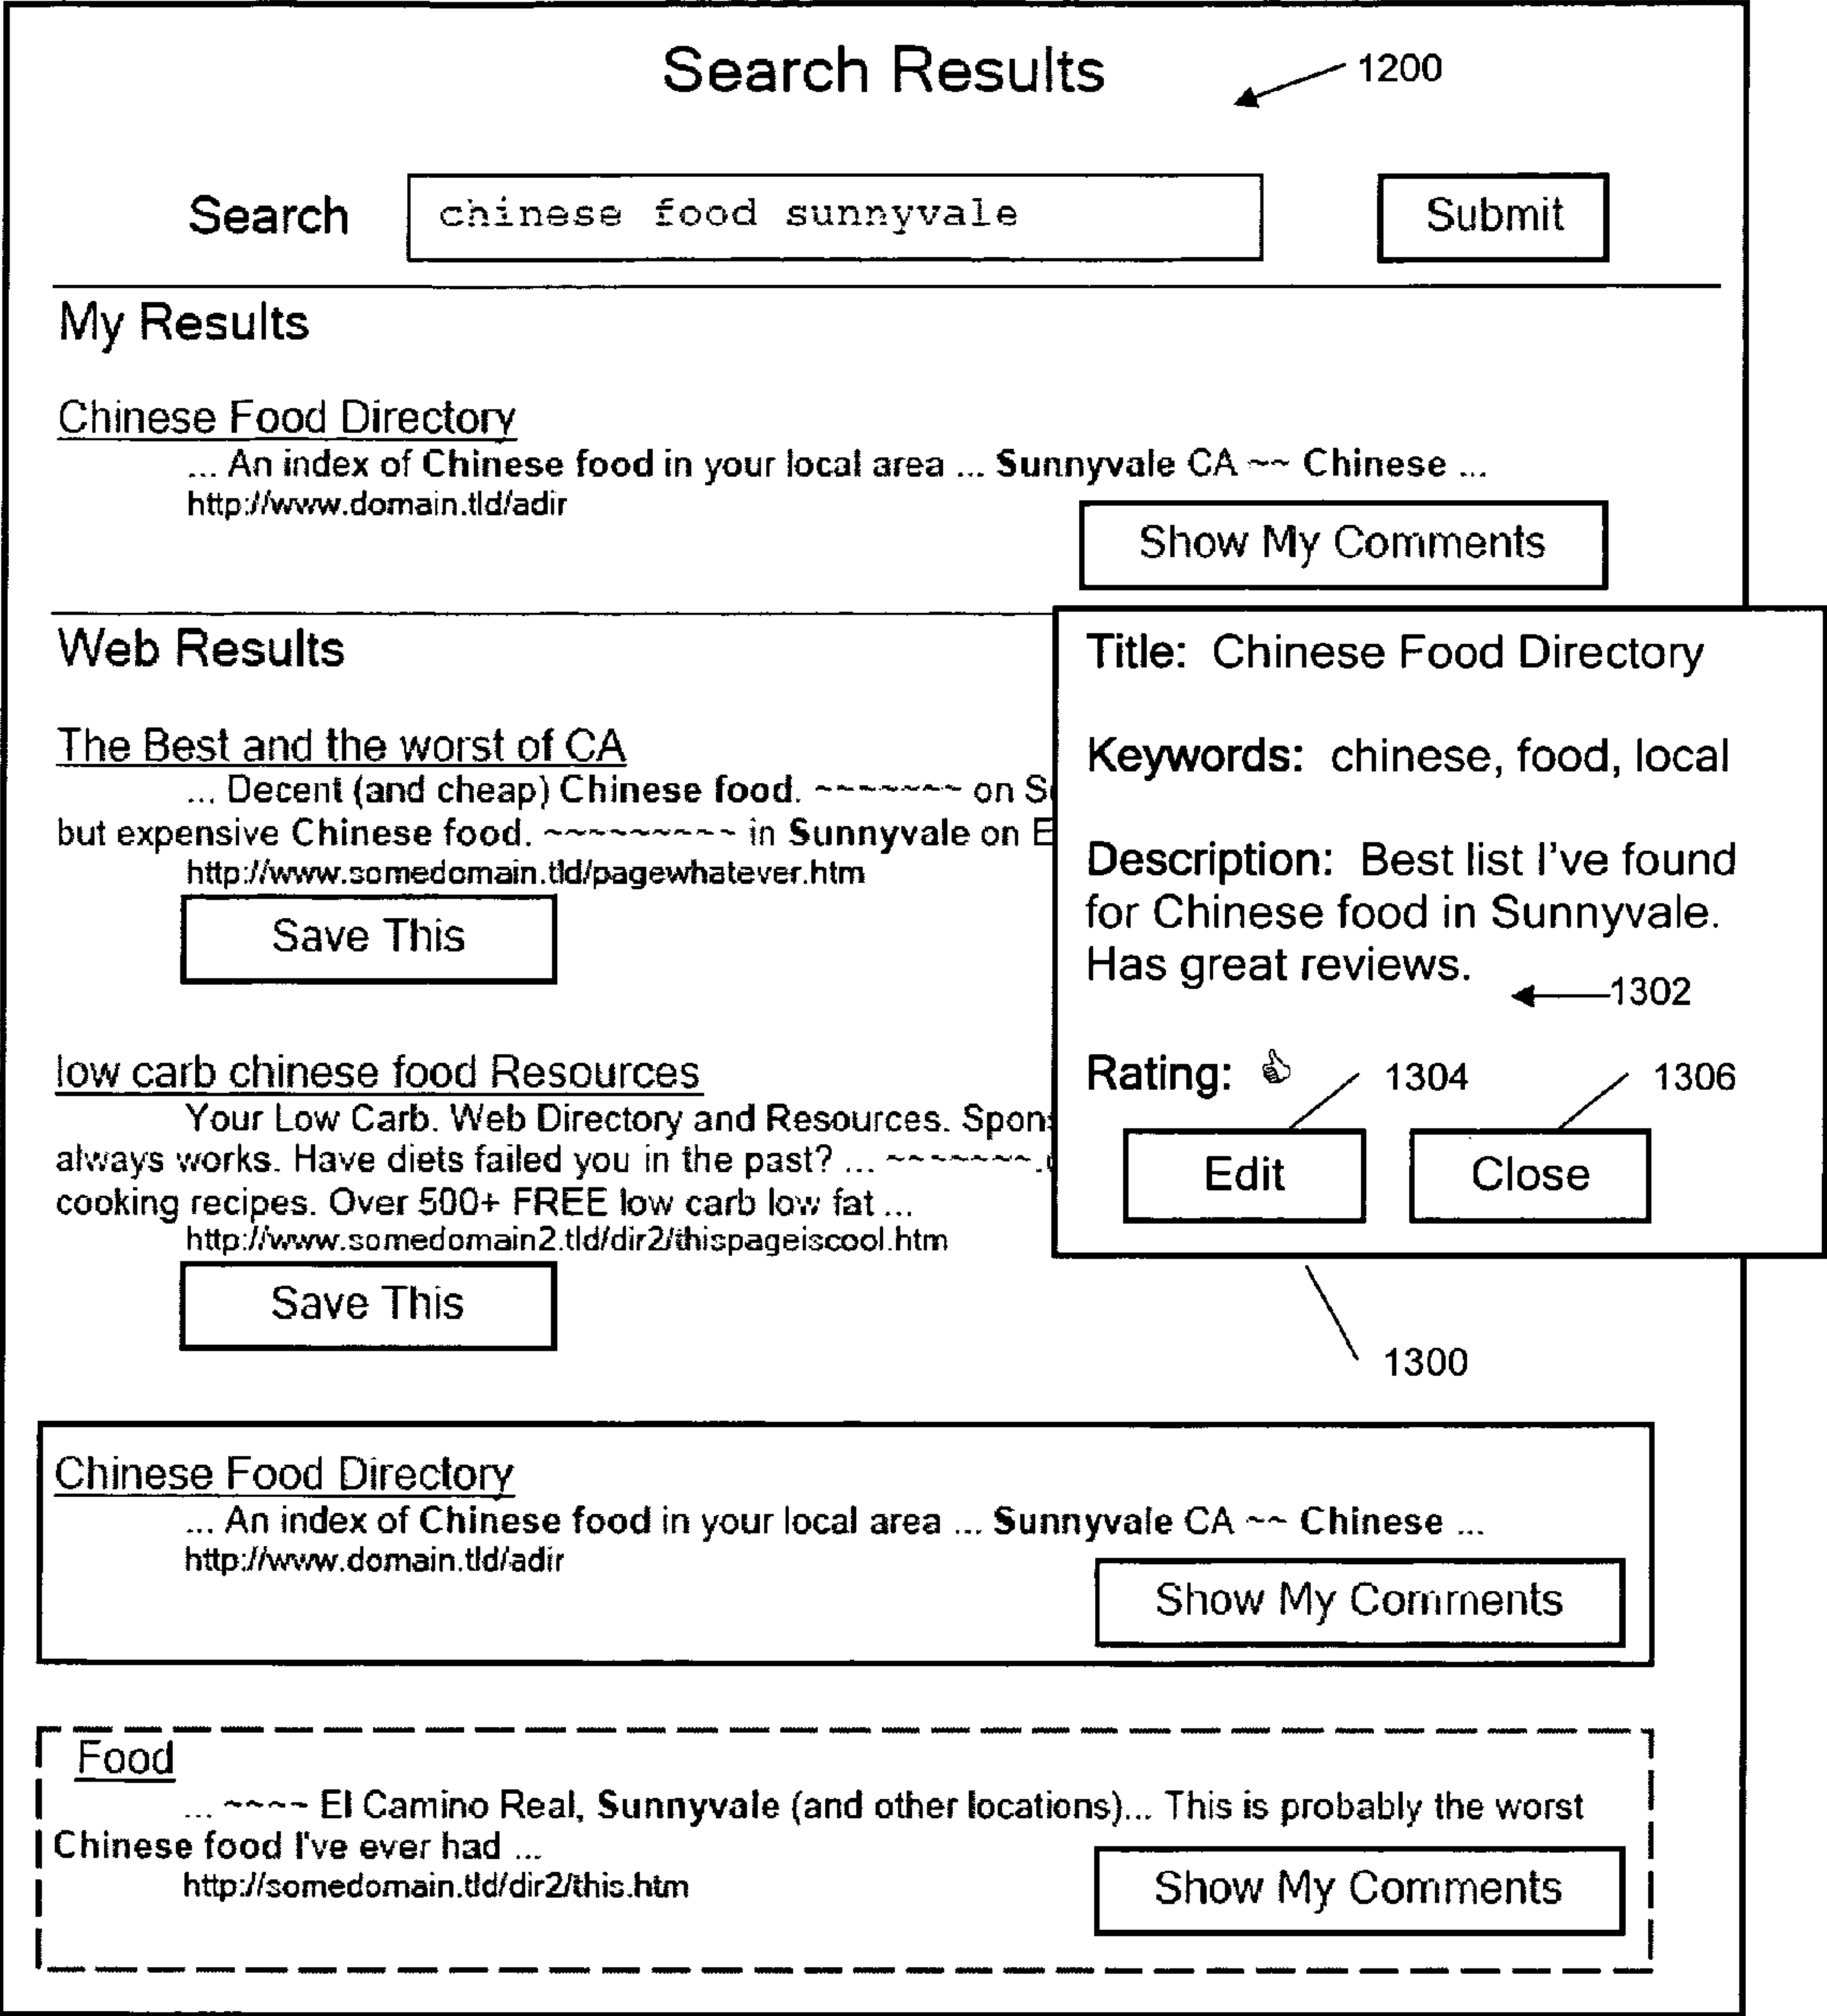 Search Results
1200
Search chinese food sunnyvale Submit
My Results
Chinese Food Directory
... An index of Chinese food in your local area ... Sunnyvale CA ~~ Chinese ...
http://www.domain.tld/adir
Show My Comments
Web Results
The Best and the worst of CA
... Decent (and cheap) Chinese food. ~~~~~~~ on S
but expensive Chinese food. ~~~~~~~~~ in Sunnyvale on E
http://www.somedomain.tld/pagewhatever.htm
Save This
low carb chinese food Resources
Your Low Carb. Web Directory and Resources. Spon
always works. Have diets failed you in the past? ... ~~~~~~~.
cooking recipes. Over 500+ FREE low carb low fat ...
http://www.somedomain2.tld/dir2/thispageiscool.htm
Save This
Title: Chinese Food Directory
Keywords: chinese, food, local
Description: Best list I've found
for Chinese food in Sunnyvale.
Has great reviews.
1302
Rating: 👍
1304
1306
Edit Close
1300
Chinese Food Directory
... An index of Chinese food in your local area ... Sunnyvale CA ~~ Chinese ...
http://www.domain.tld/adir
Show My Comments
Food
... ~~~~ El Camino Real, Sunnyvale (and other locations)... This is probably the worst
Chinese food I've ever had ...
http://somedomain.tld/dir2/this.htm
Show My Comments